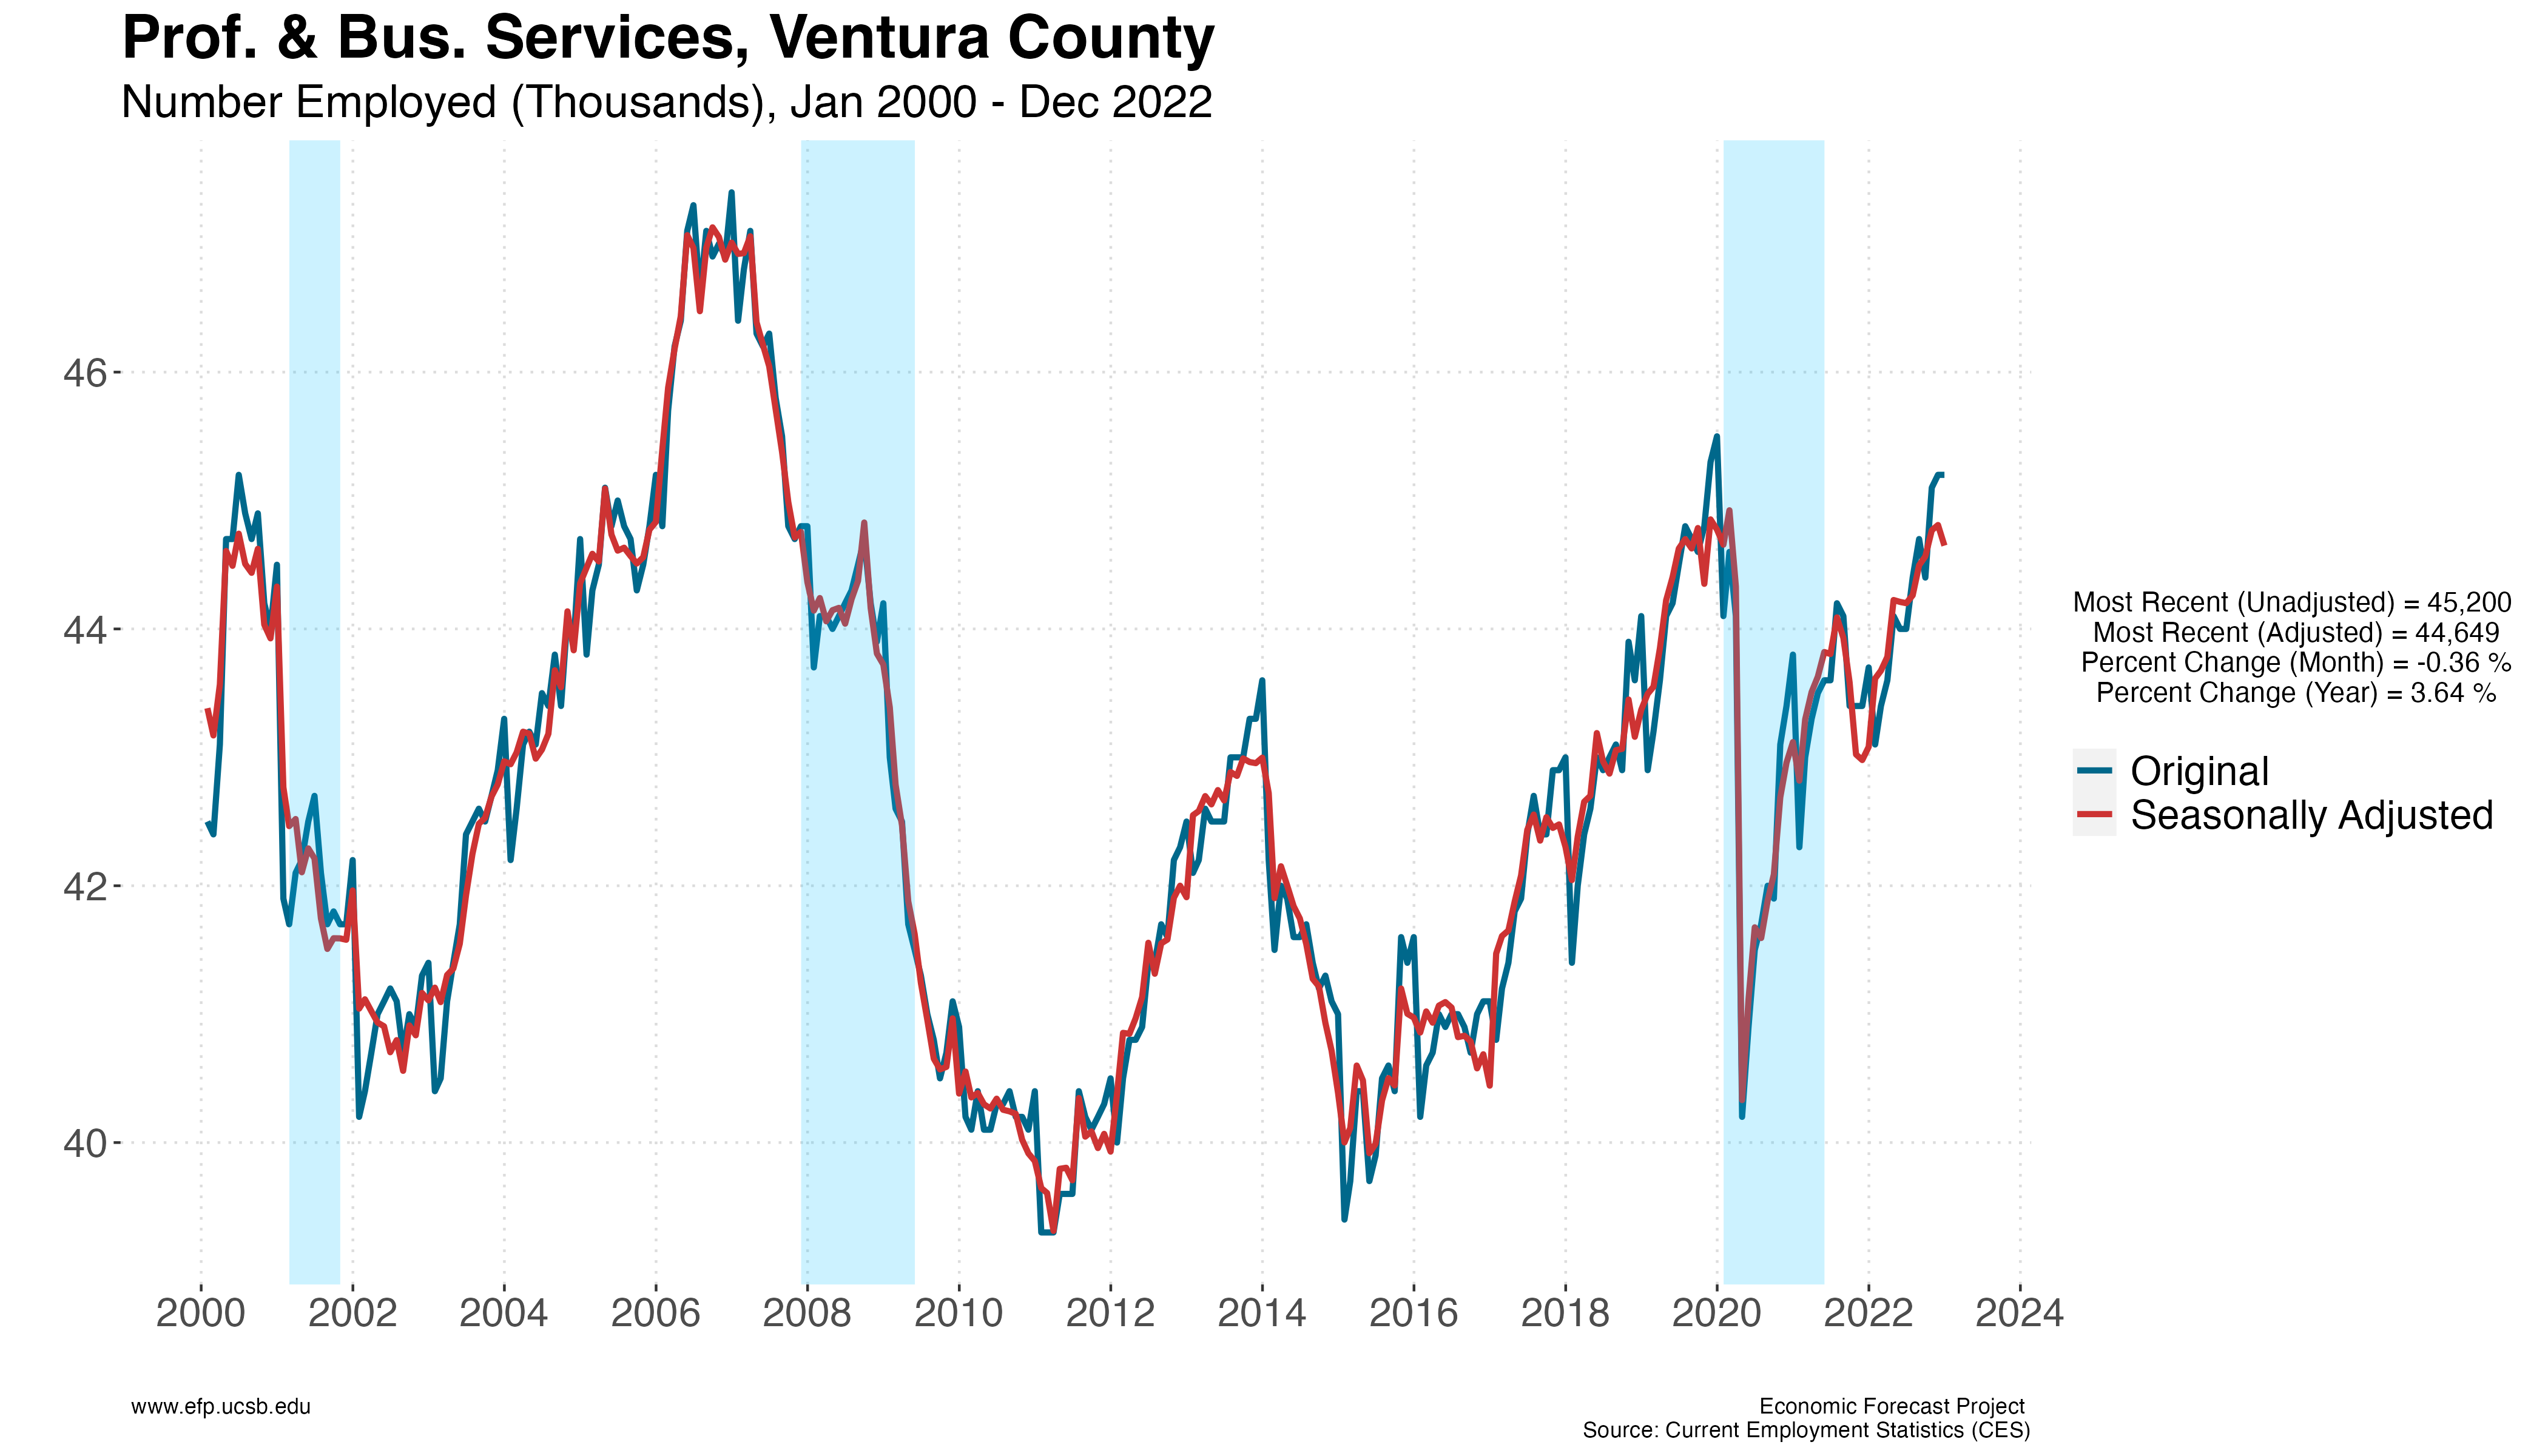 Prof. & Bus. Services, Ventura County
Number Employed (Thousands), Jan 2000 - Dec 2022
46
44
42
40
2000 2002 2004 2006 2008 2010 2012 2014 2016 2018 2020 2022 2024
Most Recent (Unadjusted) = 45,200
Most Recent (Adjusted) = 44,649
Percent Change (Month) = -0.36 %
Percent Change (Year) = 3.64 %
Original
Seasonally Adjusted
www.efp.ucsb.edu
Economic Forecast Project
Source: Current Employment Statistics (CES)